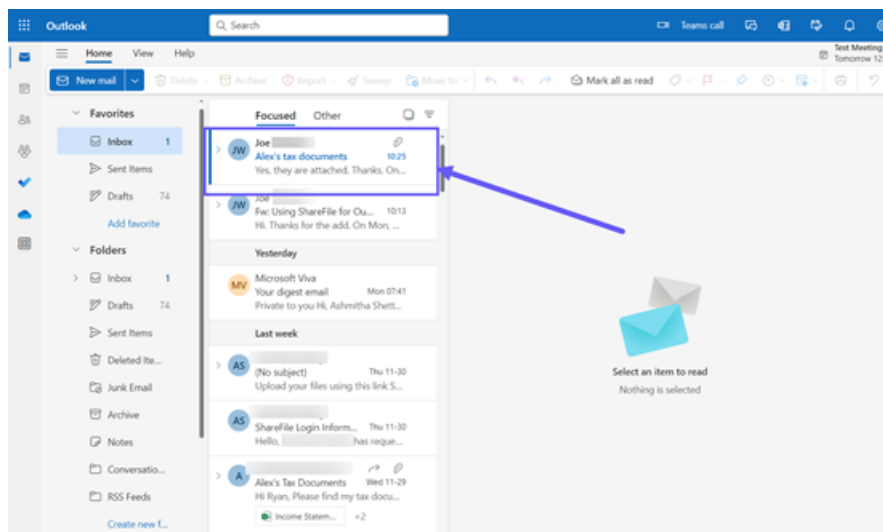 Outlook
Search
Teams call
Home View Help
Test Meeting
Tomorrow 12
New mail Delete Archive Report Sweep Move to Mark all as read
Favorites
Inbox 1
Sent Items
Drafts 74
Add favorite
Folders
Inbox 1
Drafts 74
Sent Items
Deleted Ite...
Junk Email
Archive
Notes
Conversatio...
RSS Feeds
Create new f...
Focused Other
JW
Joe
Alex's tax documents 10:25
Yes, they are attached. Thanks. On...
JW
Joe
Fw: Using ShareFile for Ou... 10:13
Hi. Thanks for the add. On Mon, ...
Yesterday
MV
Microsoft Viva
Your digest email Mon 07:41
Private to you Hi, Ashmitha Shett...
Last week
AS
(No subject) Thu 11-30
Upload your files using this link S...
AS
ShareFile Login Inform... Thu 11-30
Hello, has reque...
A
Alex's Tax Documents Wed 11-29
Hi Ryan, Please find my tax docu...
Income Statem... +2
Select an item to read
Nothing is selected